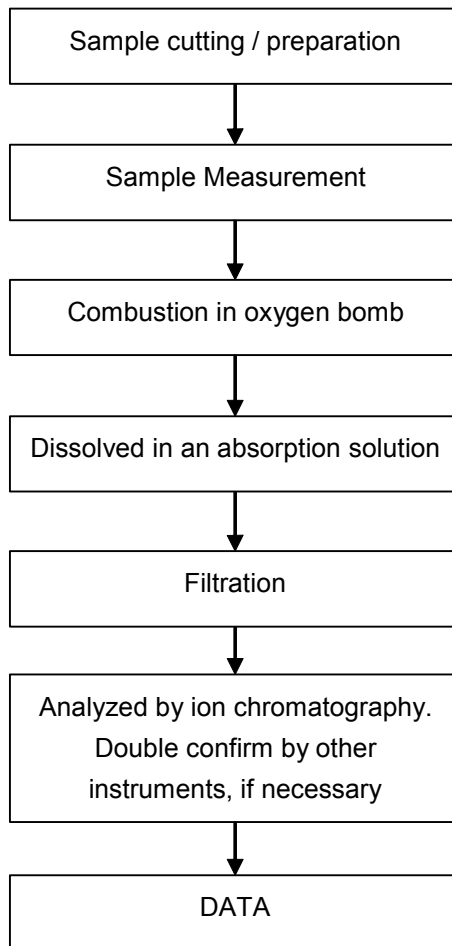 Sample cutting / preparation
Sample Measurement
Combustion in oxygen bomb
Dissolved in an absorption solution
Filtration
Analyzed by ion chromatography.
Double confirm by other
instruments, if necessary
DATA